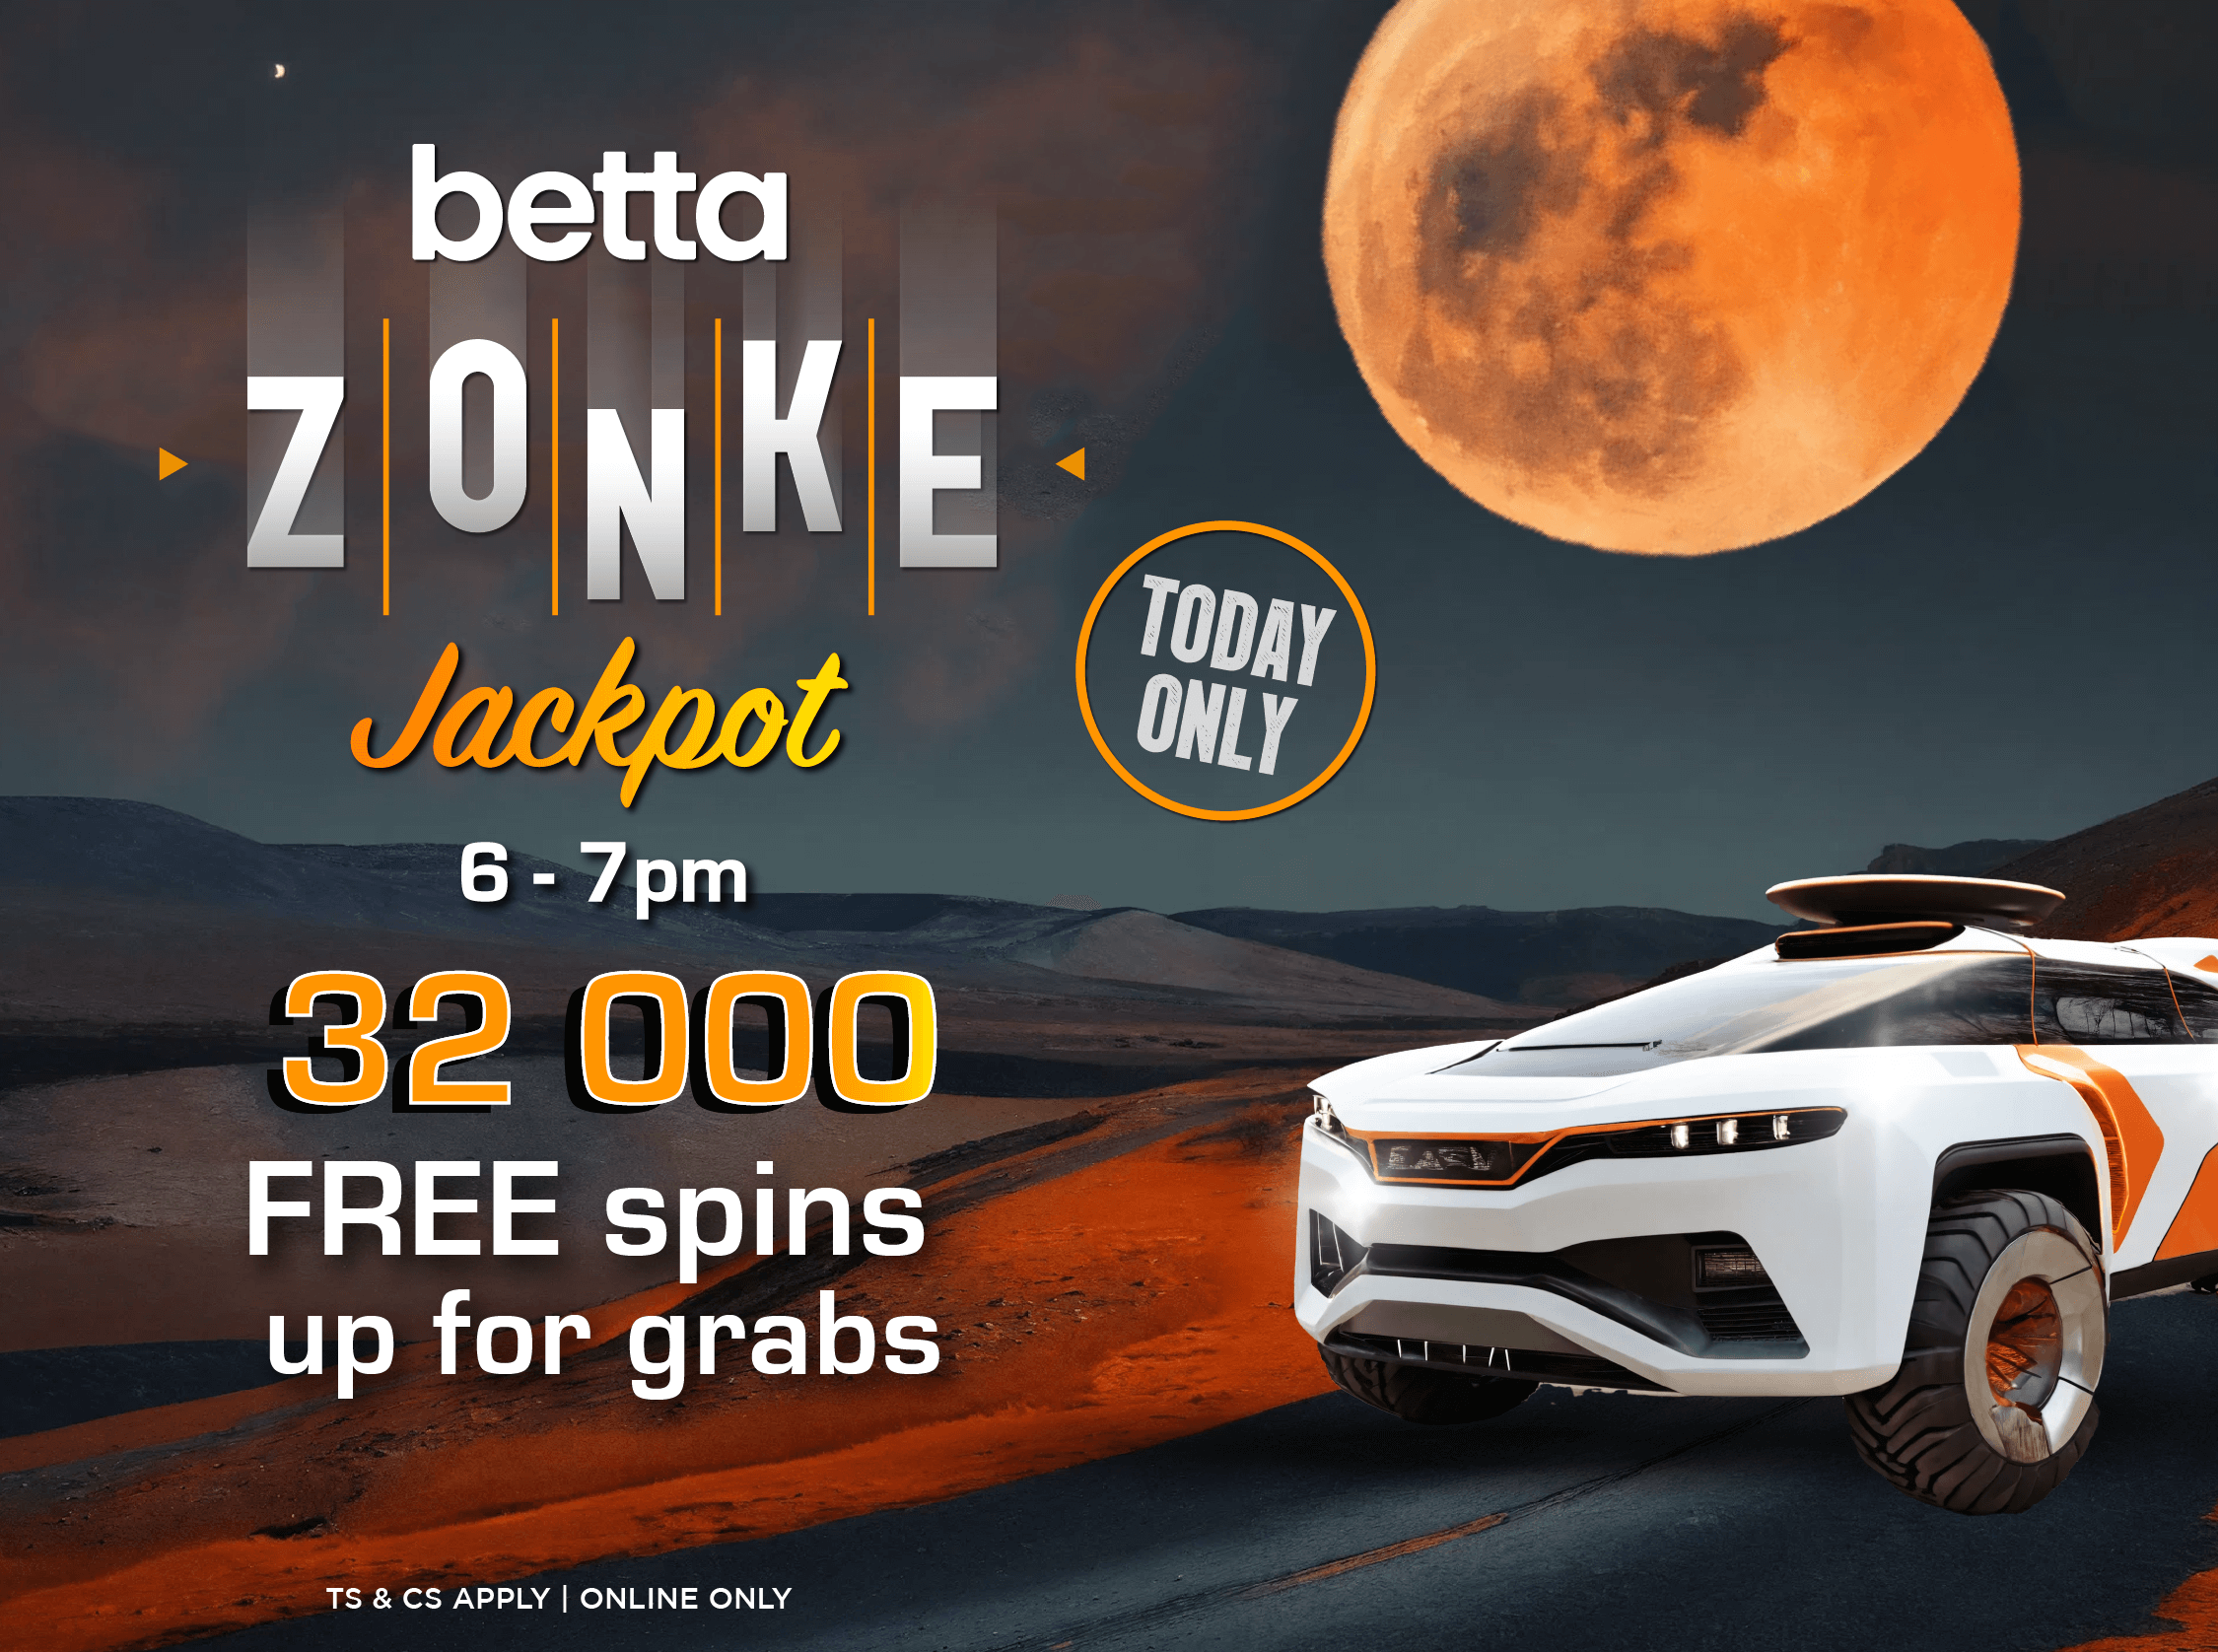 betta
ZONKE
Jackpot
TODAY
ONLY
6 - 7pm
32 000
FREE spins
up for grabs
TS & CS APPLY | ONLINE ONLY